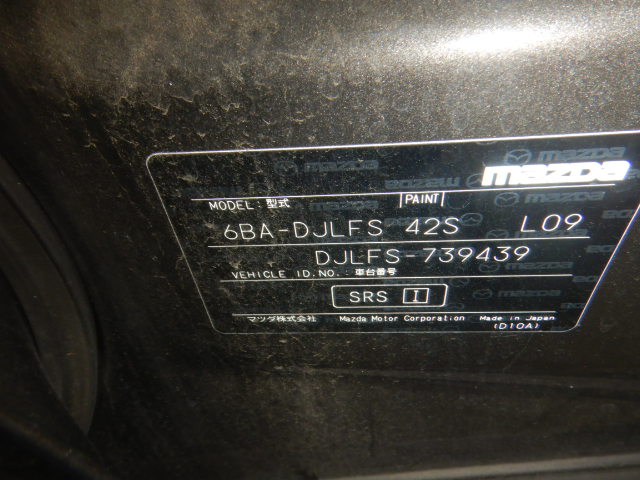 mazda
MODEL: 型式 PAINT
6BA-DJLFS 42S L09
DJLFS-739439
VEHICLE ID.NO.: 車台番号
SRS I
マツダ株式会社 Mazda Motor Corporation Made in Japan
(D10A)